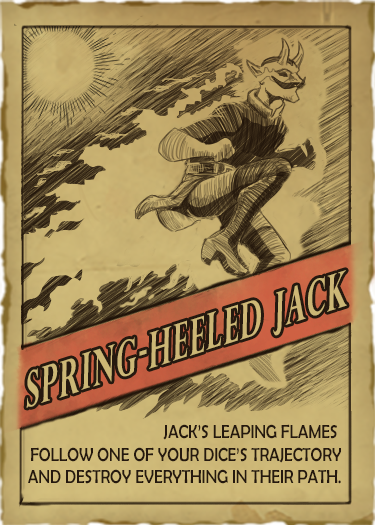 SPRING-HEELED JACK
JACK'S LEAPING FLAMES
FOLLOW ONE OF YOUR DICE'S TRAJECTORY
AND DESTROY EVERYTHING IN THEIR PATH.